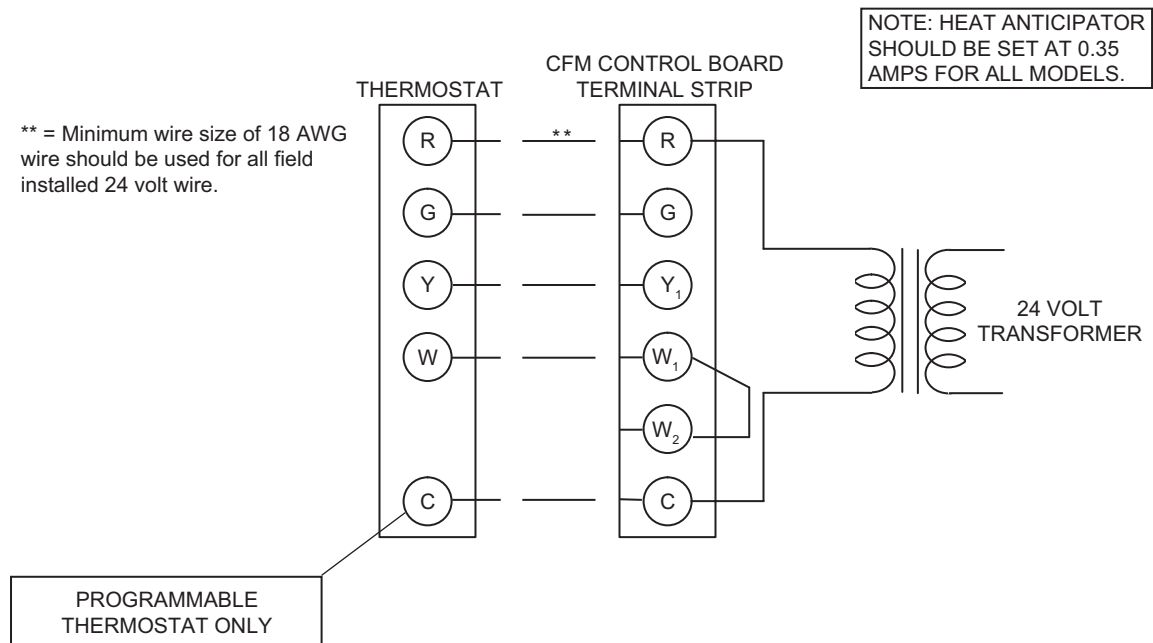 NOTE: HEAT ANTICIPATOR
SHOULD BE SET AT 0.35
AMPS FOR ALL MODELS.
CFM CONTROL BOARD
TERMINAL STRIP
THERMOSTAT
** = Minimum wire size of 18 AWG
wire should be used for all field
installed 24 volt wire.
R
**
R
G
G
Y
Y₁
W
W₁
W₂
C
C
24 VOLT
TRANSFORMER
PROGRAMMABLE
THERMOSTAT ONLY